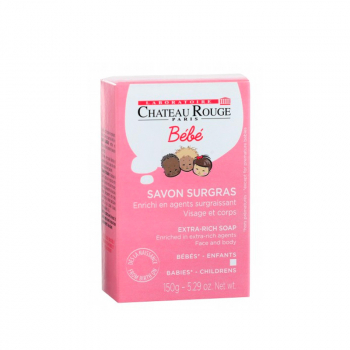 LABORATOIRE
CHATEAU ROUGE
PARIS
Bébé
SAVON SURGRAS
Enrichi en agents surgraissant
Visage et corps
EXTRA-RICH SOAP
Enriched in extra-rich agents
Face and body
BÉBÉS* - ENFANTS
BABIES* - CHILDRENS
150g - 5.29 oz. Net wt.